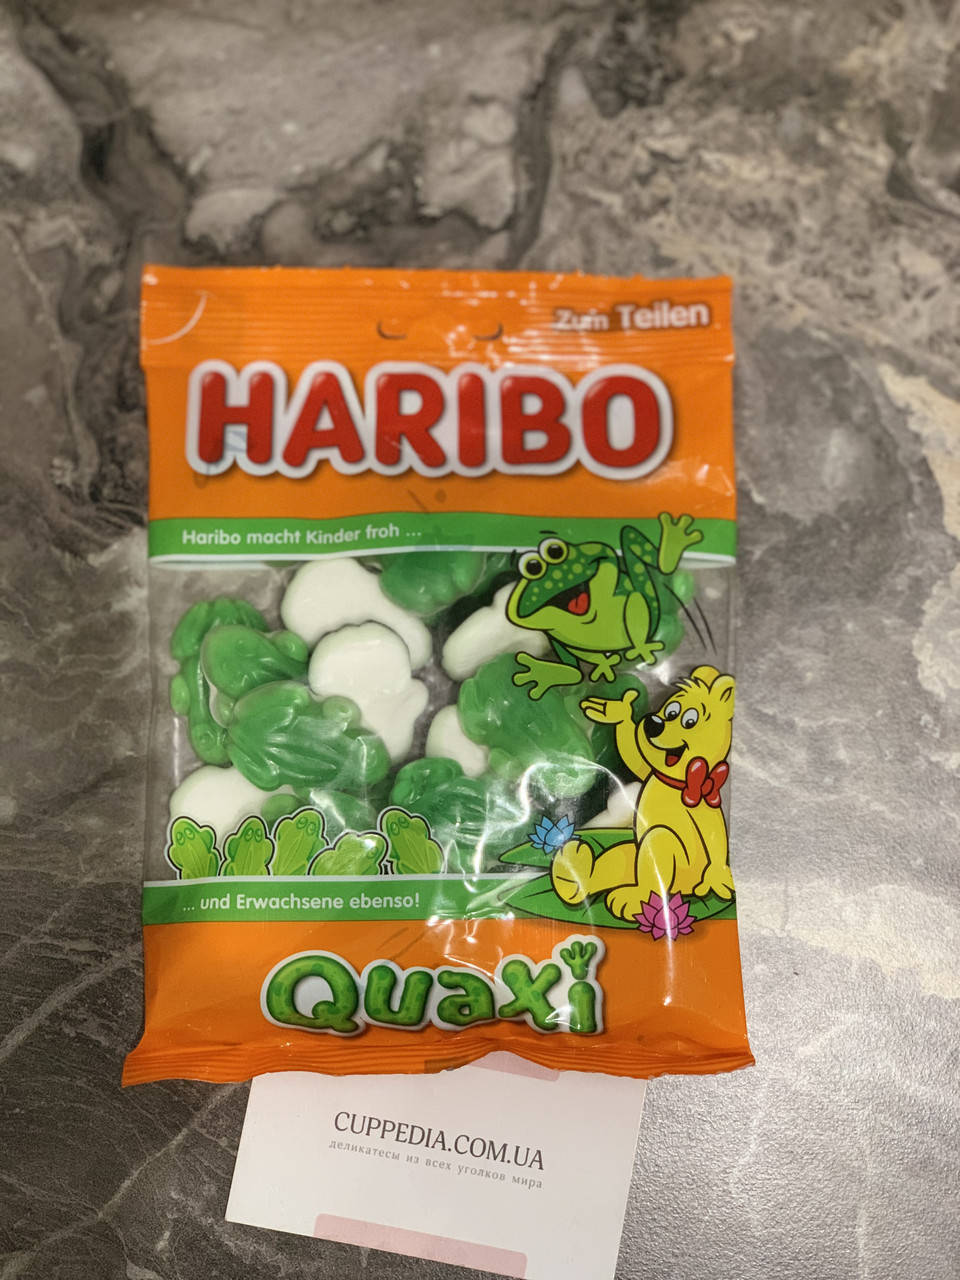 Zum Teilen
HARIBO
Haribo macht Kinder froh ...
... und Erwachsene ebenso!
Quaxi
CUPPEDIA.COM.UA
деликатесы из всех уголков мира